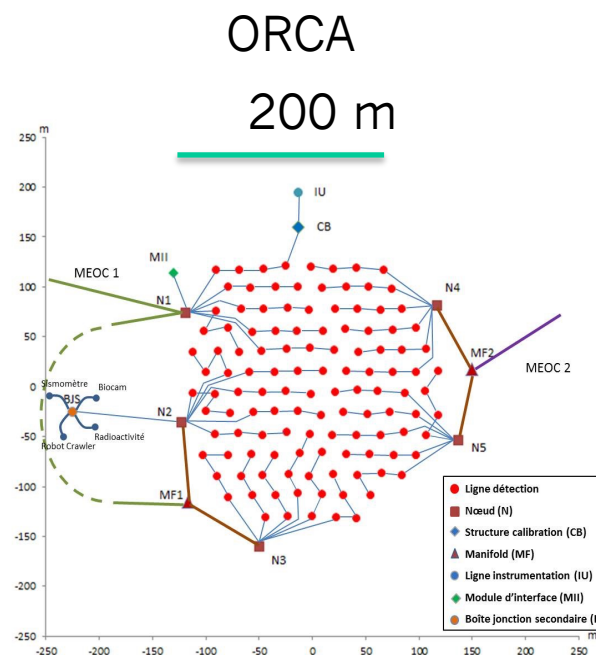 ORCA
200 m
m
250
200
150
100
50
0
-50
-100
-150
-200
-250
-250
-200
-150
-100
-50
0
50
100
150
200
250
m
IU
CB
MII
MEOC 1
N1
N4
MF2
MEOC 2
Sismomètre
BJS
Biocam
Radioactivité
Robot Crawler
N2
N5
MF1
N3
Ligne détection
Nœud (N)
Structure calibration (CB)
Manifold (MF)
Ligne instrumentation (IU)
Module d'interface (MII)
Boîte jonction secondaire (